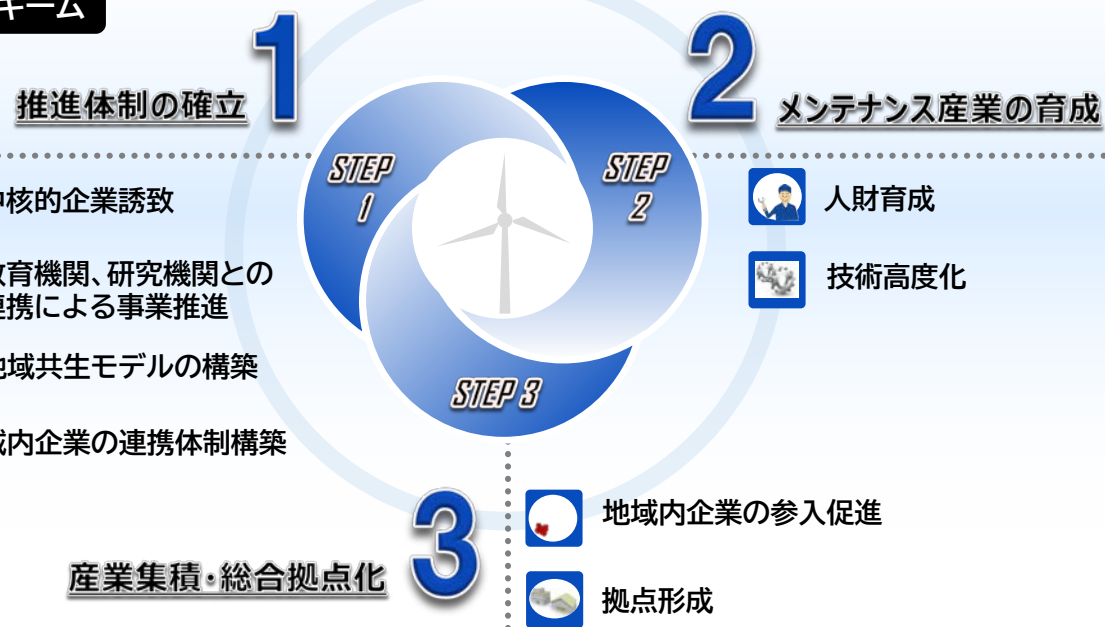 キーム
1
推進体制の確立
2
メンテナンス産業の育成
STEP
1
STEP
2
STEP 3
核的企業誘致
育機関、研究機関との
携による事業推進
域共生モデルの構築
内企業の連携体制構築
人財育成
技術高度化
3
産業集積・総合拠点化
地域内企業の参入促進
拠点形成